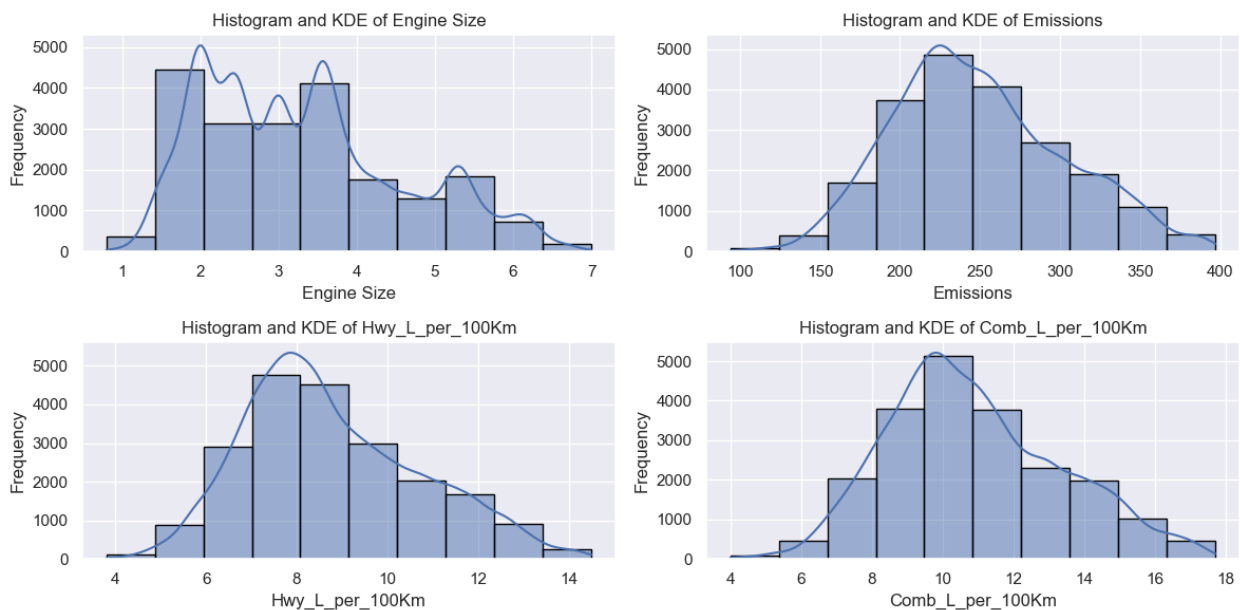 Histogram and KDE of Engine Size
5000
4000
3000
2000
1000
0
Frequency
1 2 3 4 5 6 7
Engine Size
Histogram and KDE of Emissions
5000
4000
3000
2000
1000
0
Frequency
100 150 200 250 300 350 400
Emissions
Histogram and KDE of Hwy_L_per_100Km
5000
4000
3000
2000
1000
0
Frequency
4 6 8 10 12 14
Hwy_L_per_100Km
Histogram and KDE of Comb_L_per_100Km
5000
4000
3000
2000
1000
0
Frequency
4 6 8 10 12 14 16 18
Comb_L_per_100Km